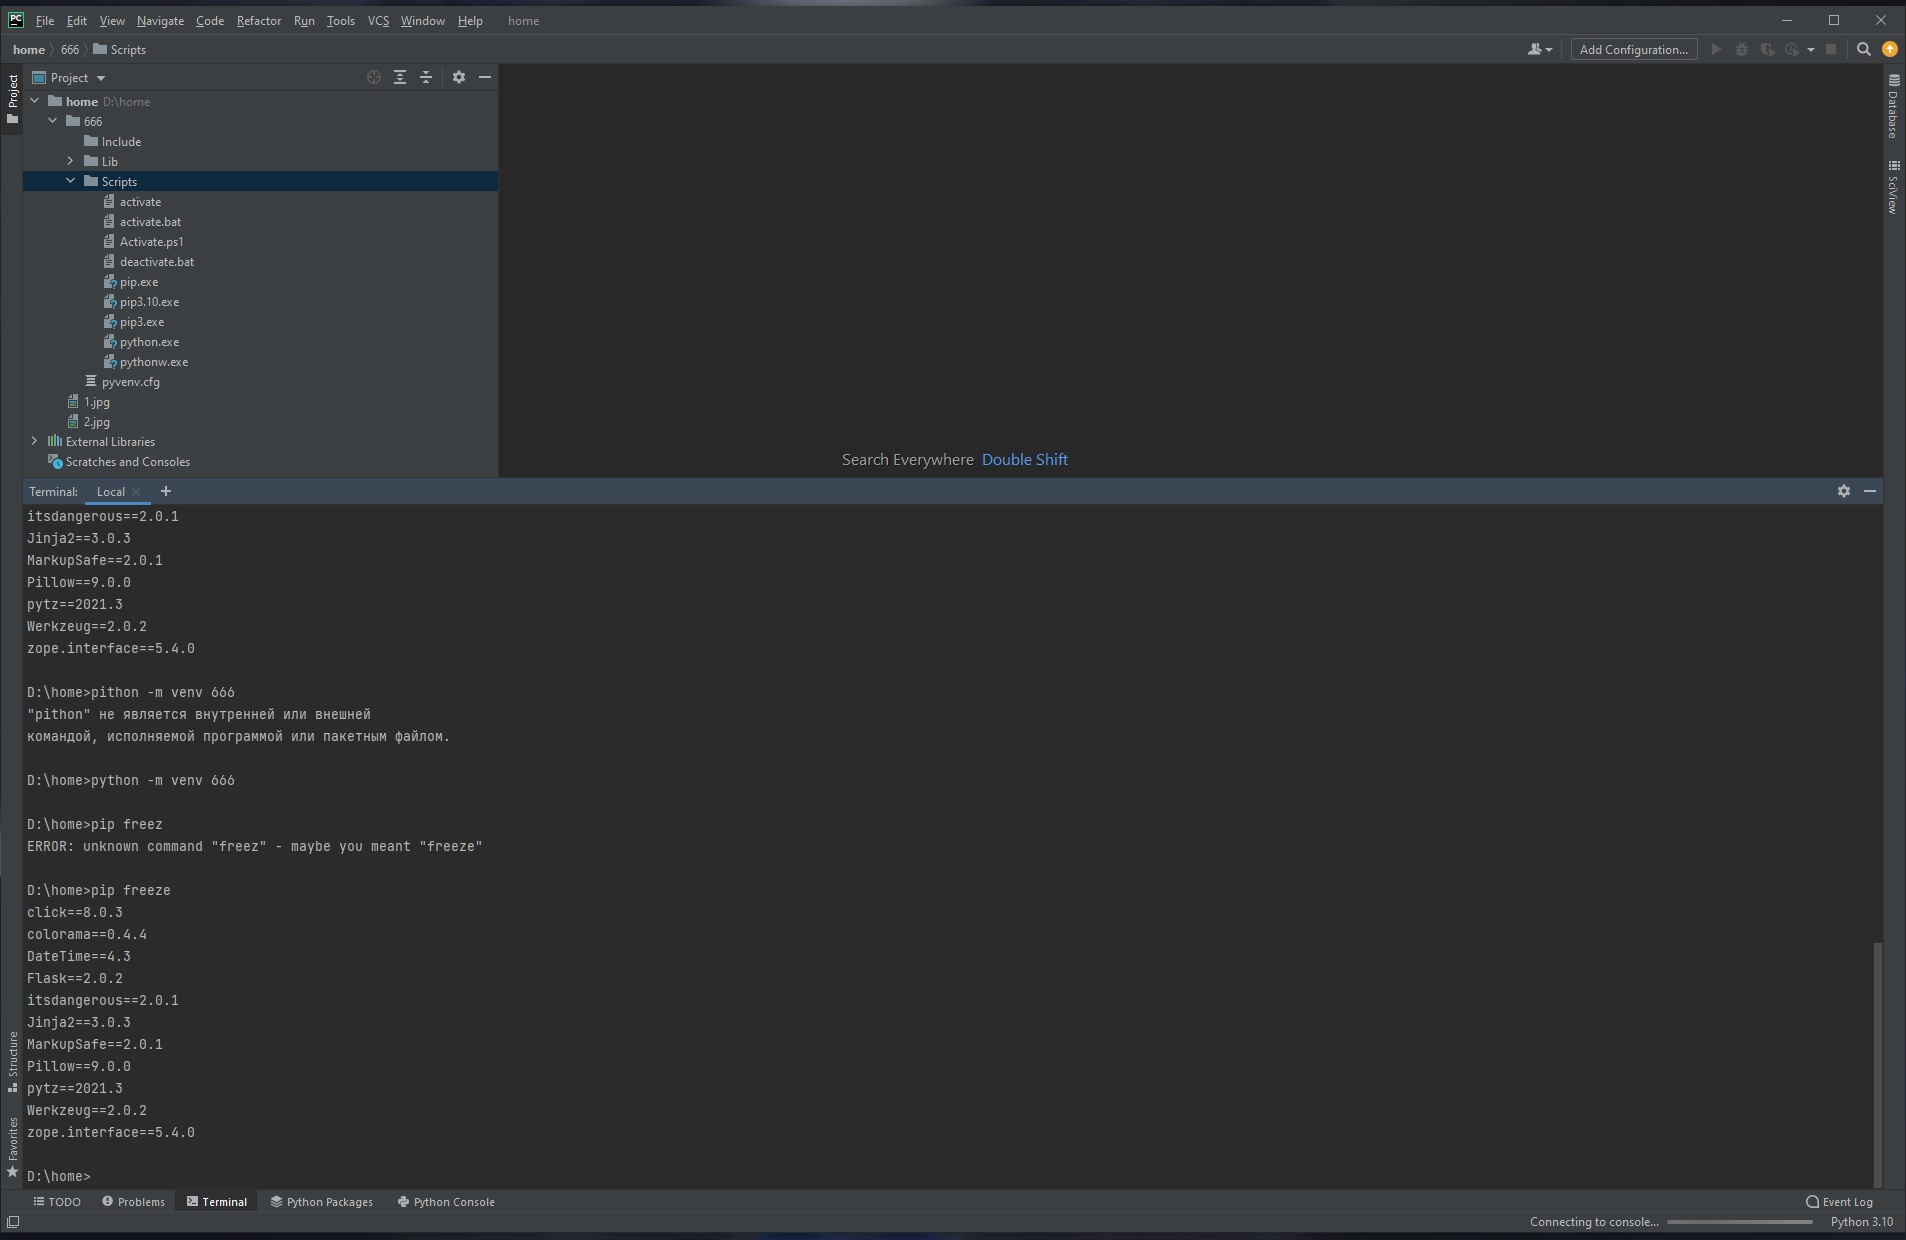 File Edit View Navigate Code Refactor Run Tools VCS Window Help home
home 666 Scripts Add Configuration...
Project
Project
home D:\home
666
Include
Lib
Scripts
activate
activate.bat
Activate.ps1
deactivate.bat
pip.exe
pip3.10.exe
pip3.exe
python.exe
pythonw.exe
pyvenv.cfg
1.jpg
2.jpg
External Libraries
Scratches and Consoles
Search Everywhere Double Shift
Database
SciView
Terminal: Local
itsdangerous==2.0.1
Jinja2==3.0.3
MarkupSafe==2.0.1
Pillow==9.0.0
pytz==2021.3
Werkzeug==2.0.2
zope.interface==5.4.0
D:\home>pithon -m venv 666
"pithon" не является внутренней или внешней
командой, исполняемой программой или пакетным файлом.
D:\home>python -m venv 666
D:\home>pip freez
ERROR: unknown command "freez" - maybe you meant "freeze"
D:\home>pip freeze
click==8.0.3
colorama==0.4.4
DateTime==4.3
Flask==2.0.2
itsdangerous==2.0.1
Jinja2==3.0.3
MarkupSafe==2.0.1
Pillow==9.0.0
pytz==2021.3
Werkzeug==2.0.2
zope.interface==5.4.0
D:\home>
Structure
Favorites
TODO Problems Terminal Python Packages Python Console Event Log
Connecting to console... Python 3.10